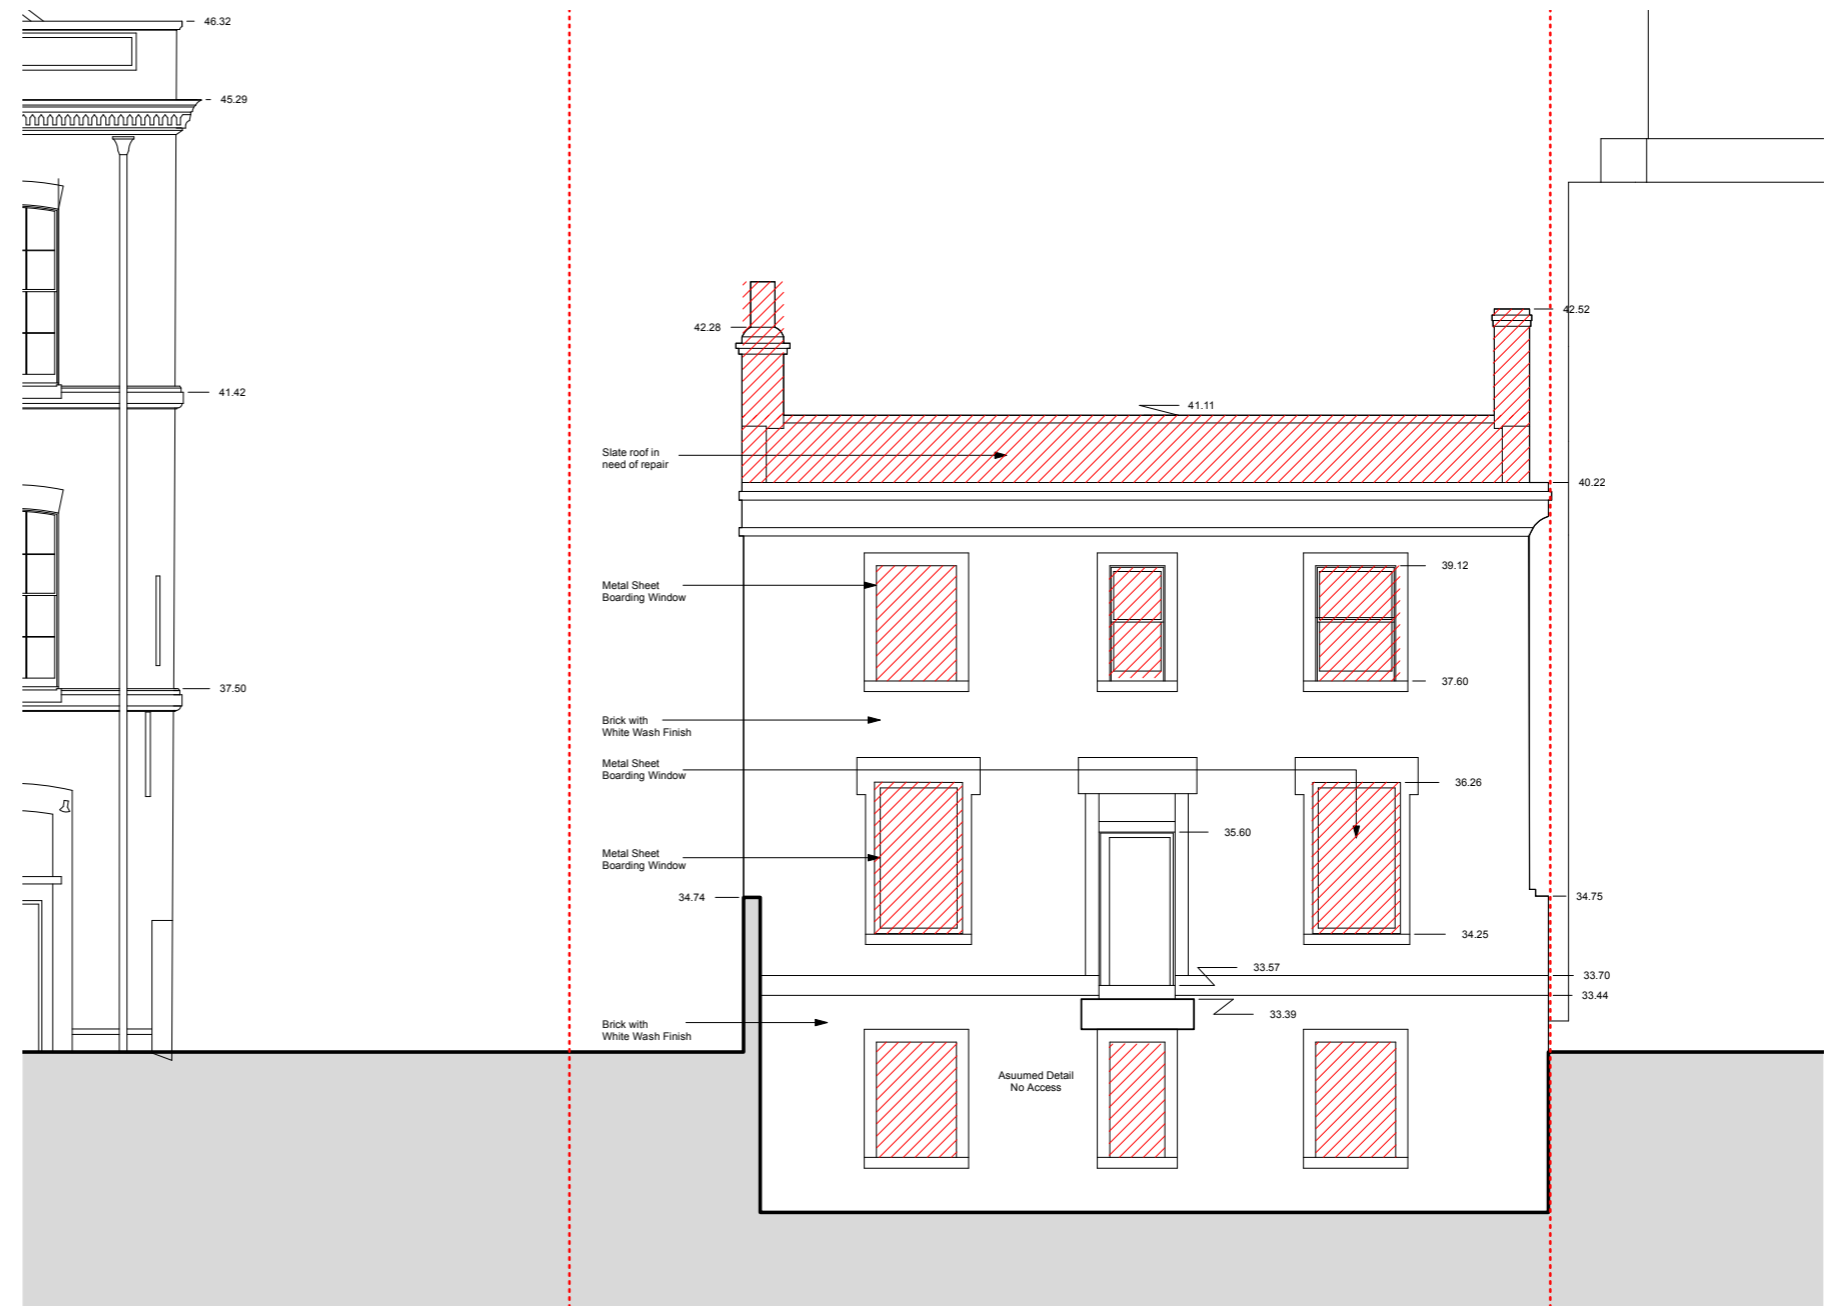 46.32
45.29
42.52
42.28
41.11
41.42
Slate roof in
need of repair
40.22
39.12
Metal Sheet
Boarding Window
37.60
37.50
Brick with
White Wash Finish
Metal Sheet
Boarding Window
36.26
35.60
Metal Sheet
Boarding Window
34.74
34.75
34.25
33.57
33.70
33.44
33.39
Brick with
White Wash Finish
Asuumed Detail
No Access